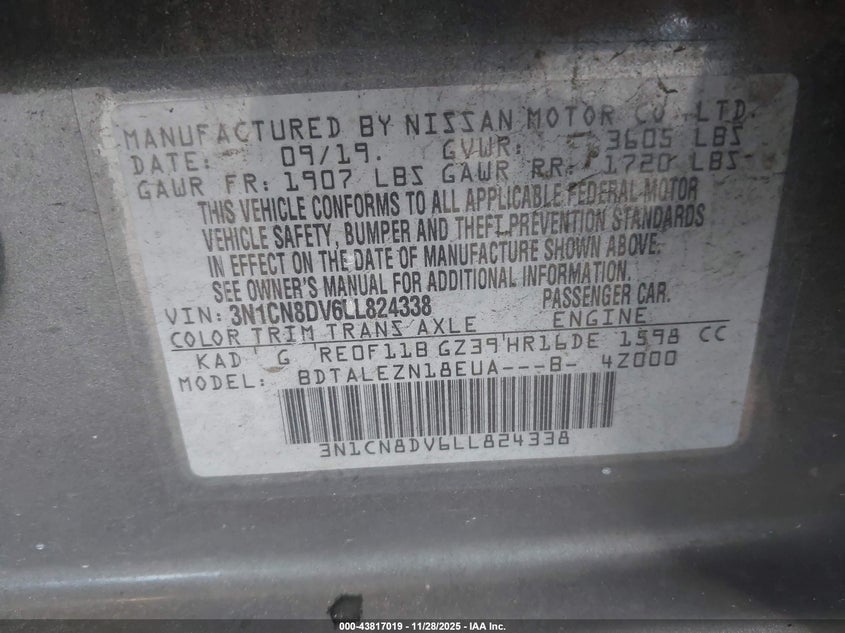 MANUFACTURED BY NISSAN MOTOR CO., LTD.
DATE: 09/19. GVWR: 3605 LBS
GAWR FR: 1907 LBS GAWR RR: 1720 LBS
THIS VEHICLE CONFORMS TO ALL APPLICABLE FEDERAL MOTOR
VEHICLE SAFETY, BUMPER AND THEFT PREVENTION STANDARDS
IN EFFECT ON THE DATE OF MANUFACTURE SHOWN ABOVE.
SEE OWNER'S MANUAL FOR ADDITIONAL INFORMATION.
VIN: 3N1CN8DV6LL824338 PASSENGER CAR.
COLOR TRIM TRANS AXLE ENGINE
KAD G RE0F11B GZ39 HR16DE 1598 CC
MODEL: BDTALEZN18EUA---B- 4Z000
3N1CN8DV6LL824338
000-43817019 - 11/28/2025 - IAA Inc.